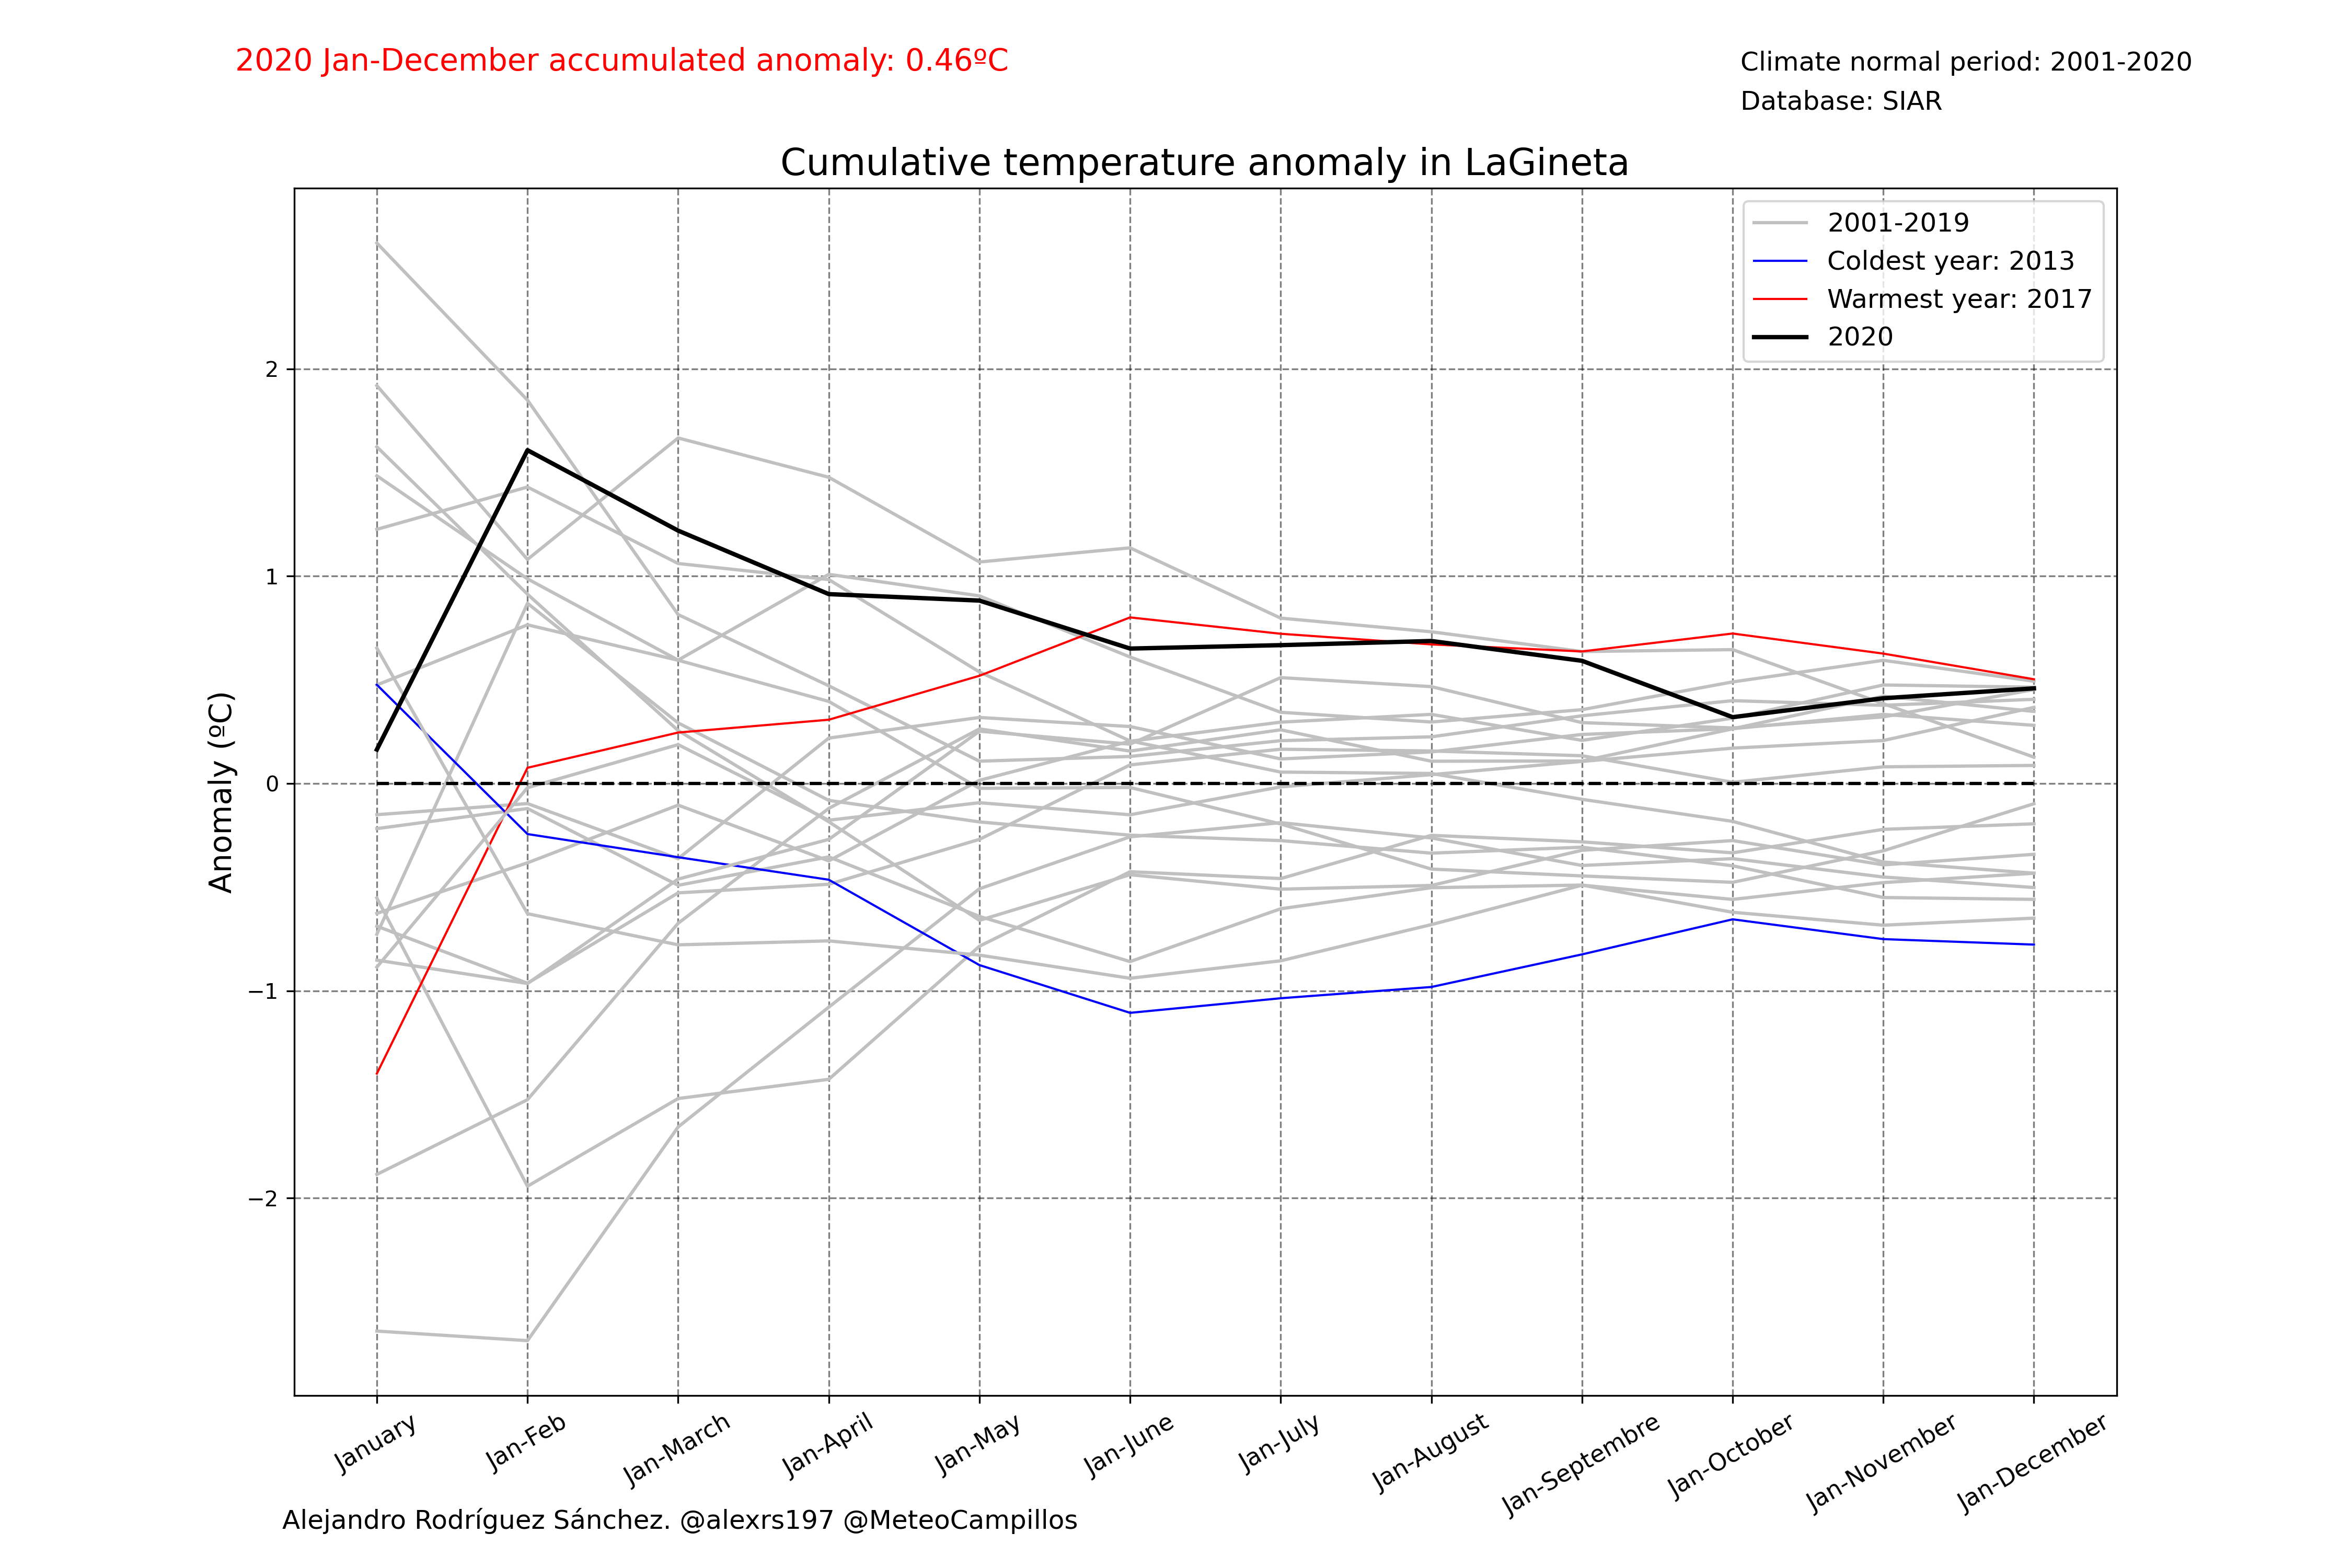 2020 Jan-December accumulated anomaly: 0.46ºC
Climate normal period: 2001-2020
Database: SIAR
Cumulative temperature anomaly in LaGineta
2001-2019
Coldest year: 2013
Warmest year: 2017
2020
Anomaly (ºC)
2
1
0
−1
−2
January
Jan-Feb
Jan-March
Jan-April
Jan-May
Jan-June
Jan-July
Jan-August
Jan-Septembre
Jan-October
Jan-November
Jan-December
Alejandro Rodríguez Sánchez. @alexrs197 @MeteoCampillos